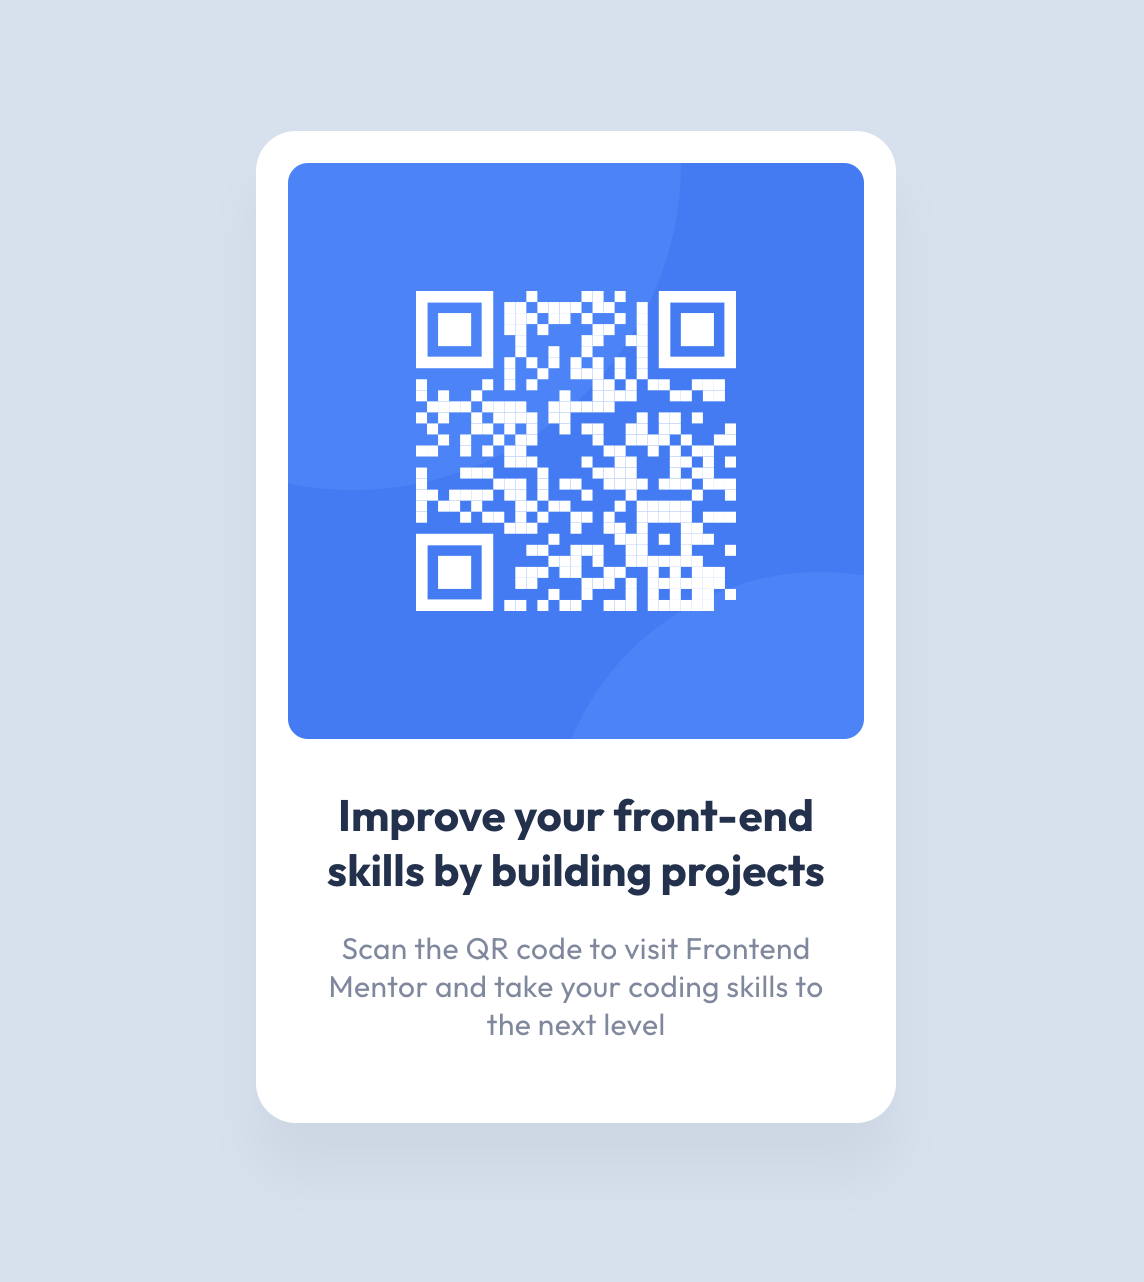 Improve your front-end
skills by building projects
Scan the QR code to visit Frontend
Mentor and take your coding skills to
the next level